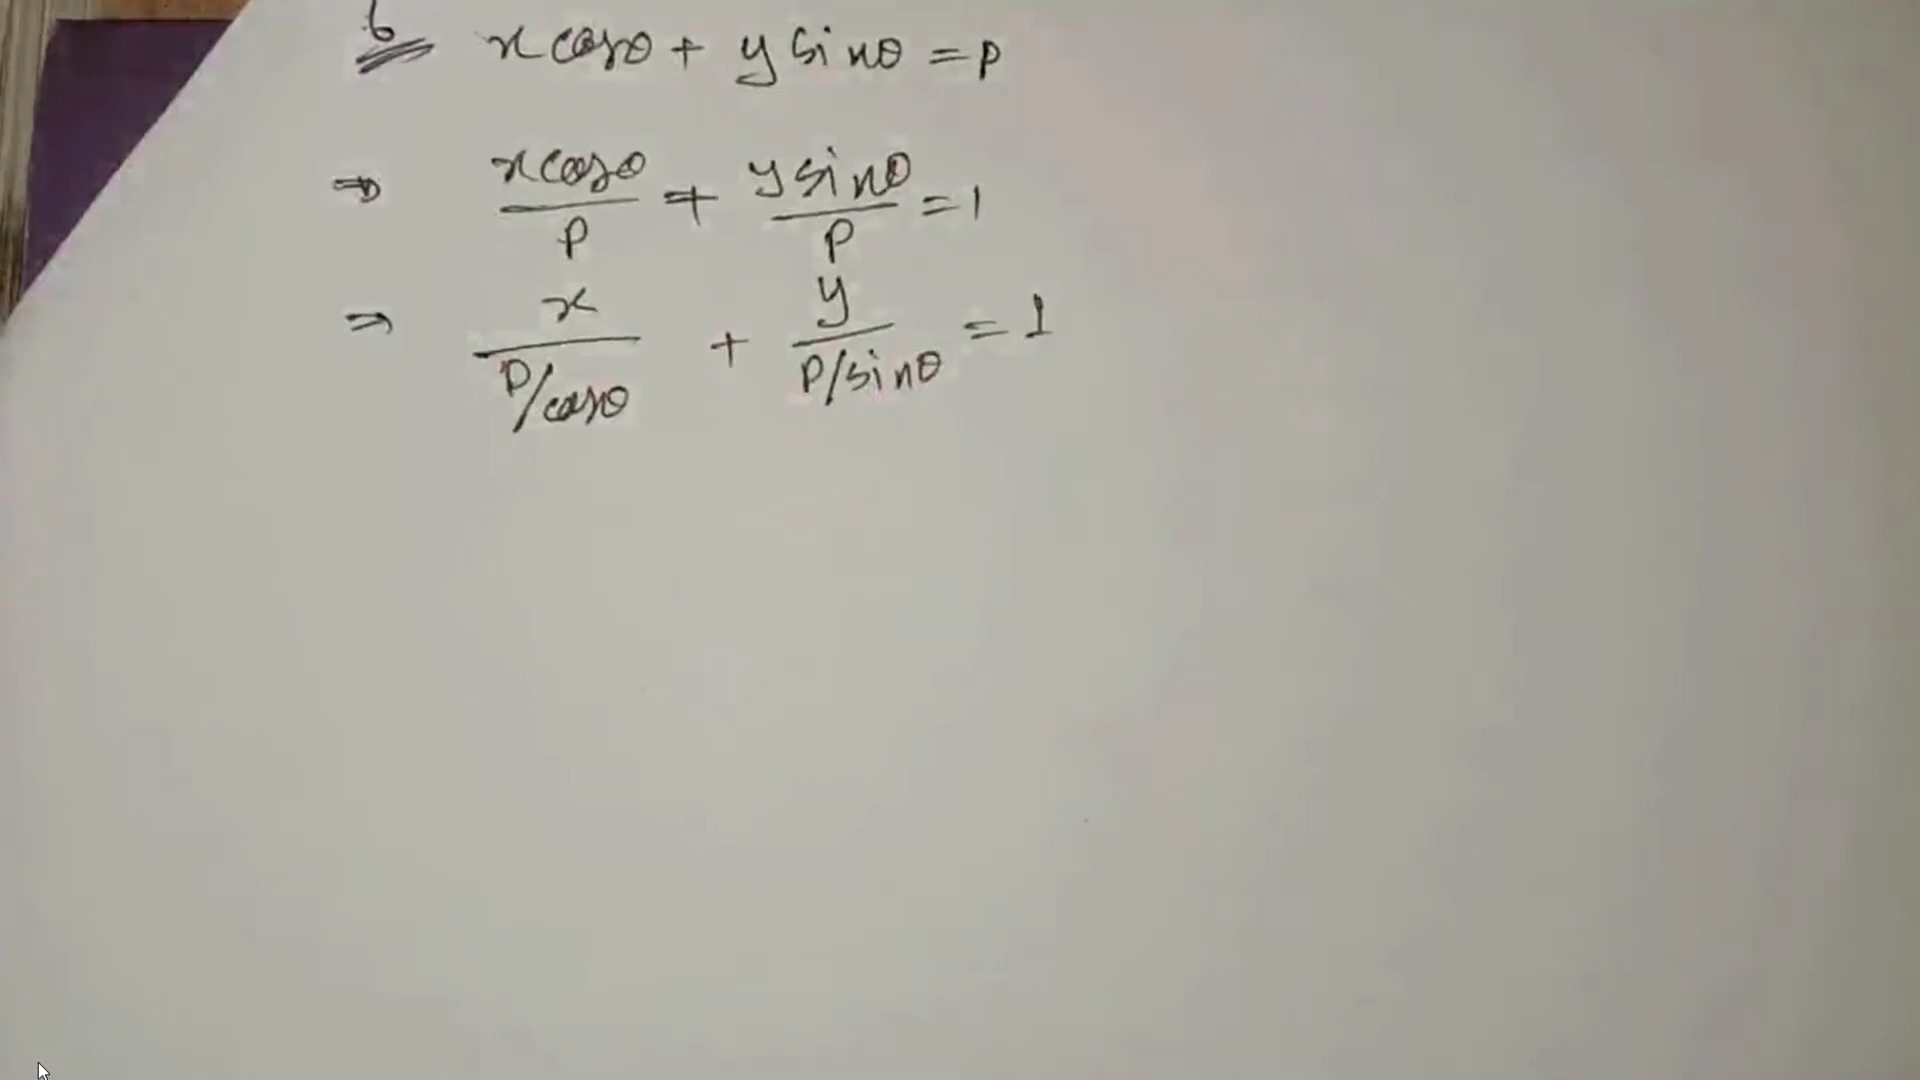 6 x cosθ + y sinθ = p
⇒ x cosθ / p + y sinθ / p = 1
⇒ x / p/cosθ + y / p/sinθ = 1